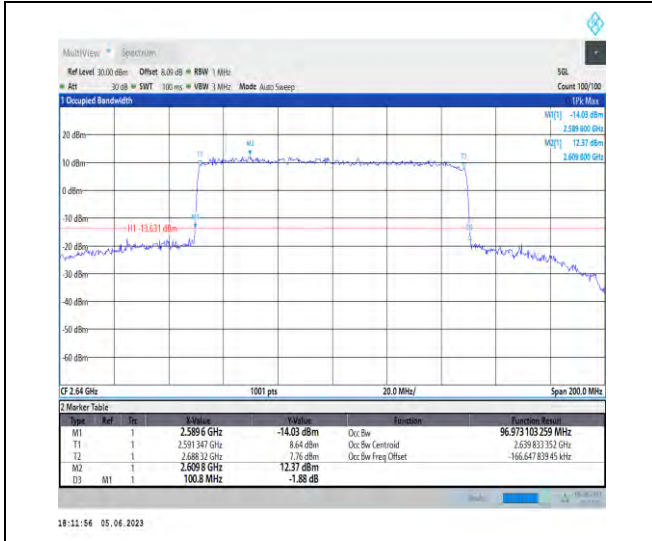 MultiView Spectrum
Ref Level 30.00 dBm Offset 8.09 dB RBW 1 MHz SGL
Att 30 dB SWT 100 ms VBW 3 MHz Mode Auto Sweep Count 100/100
1 Occupied Bandwidth 1Pk Max
M1[1] -14.03 dBm
2.589 600 GHz
20 dBm M2 M2[1] 12.37 dBm
2.609 800 GHz
10 dBm
0 dBm
-10 dBm
M1
H1 -13.631 dBm
-20 dBm
-30 dBm
-40 dBm
-50 dBm
-60 dBm
CF 2.64 GHz 1001 pts 20.0 MHz/ Span 200.0 MHz
2 Marker Table
Type Ref Trc X-Value Y-Value Function Function Result
M1 1 2.589 6 GHz -14.03 dBm Occ Bw 96.973 103 259 MHz
T1 1 2.591 347 GHz 8.64 dBm Occ Bw Centroid 2.639 833 352 GHz
T2 1 2.688 32 GHz 7.76 dBm Occ Bw Freq Offset -166.647 839 45 kHz
M2 1 2.609 8 GHz 12.37 dBm
D3 M1 1 100.8 MHz -1.88 dB
18:11:56 05.06.2023